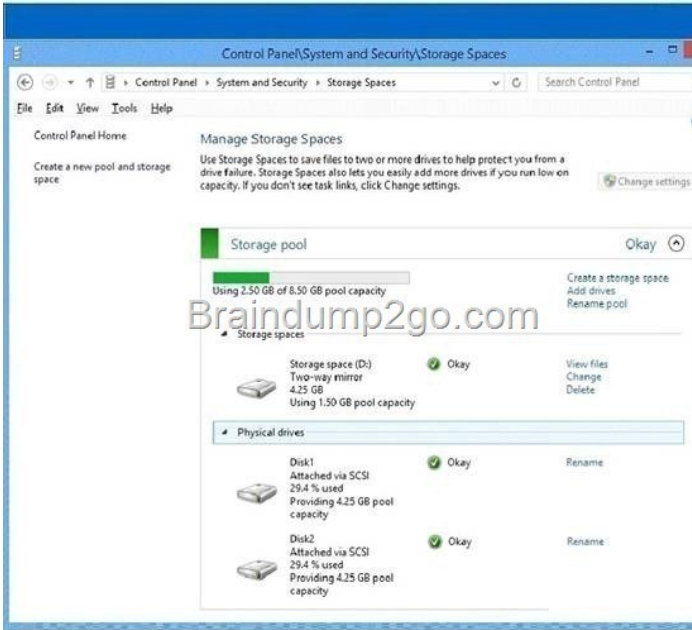 Control Panel\System and Security\Storage Spaces
Control Panel System and Security Storage Spaces
Search Control Panel
File Edit View Tools Help
Control Panel Home
Create a new pool and storage
space
Manage Storage Spaces
Use Storage Spaces to save files to two or more drives to help protect you from a
drive failure. Storage Spaces also lets you easily add more drives if you run low on
capacity. If you don't see task links, click Change settings.
Change settings
Storage pool
Okay
Using 2.50 GB of 8.50 GB pool capacity
Create a storage space
Add drives
Rename pool
Braindump2go.com
Storage spaces
Storage space (D:)
Two-way mirror
4.25 GB
Using 1.50 GB pool capacity
Okay
View files
Change
Delete
Physical drives
Disk1
Attached via SCSI
29.4 % used
Providing 4.25 GB pool
capacity
Okay
Rename
Disk2
Attached via SCSI
29.4 % used
Providing 4.25 GB pool
capacity
Okay
Rename